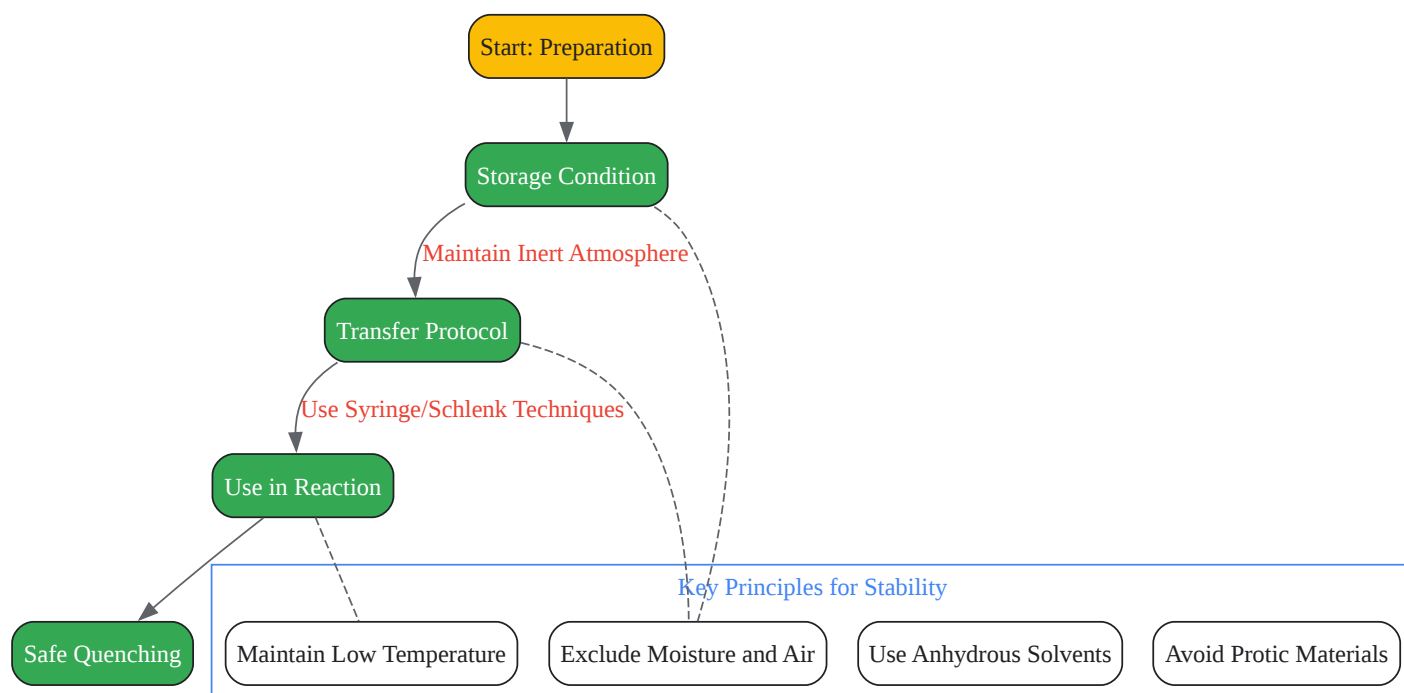 Start: Preparation
Storage Condition
Maintain Inert Atmosphere
Transfer Protocol
Use Syringe/Schlenk Techniques
Use in Reaction
Key Principles for Stability
Safe Quenching
Maintain Low Temperature
Exclude Moisture and Air
Use Anhydrous Solvents
Avoid Protic Materials